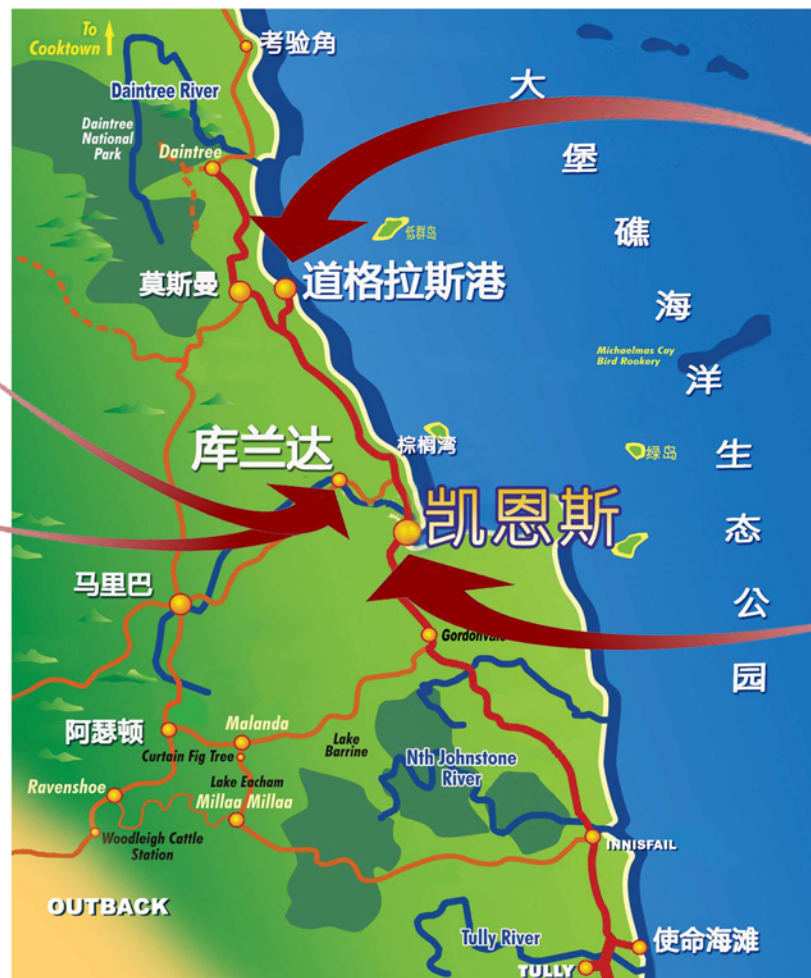 To
Cooktown
考验角
Daintree River
Daintree
National
Park
Daintree
大堡礁海洋生态公园
低群岛
莫斯曼
道格拉斯港
Michaelmas Cay
Bird Rookery
库兰达
棕榈湾
绿岛
凯恩斯
马里巴
Gordonvale
阿瑟顿
Malanda
Curtain Fig Tree
Lake
Barrine
Nth Johnstone
River
Ravenshoe
Lake Eacham
Millaa Millaa
Woodleigh Cattle
Station
INNISFAIL
OUTBACK
Tully River
使命海滩
TULLY